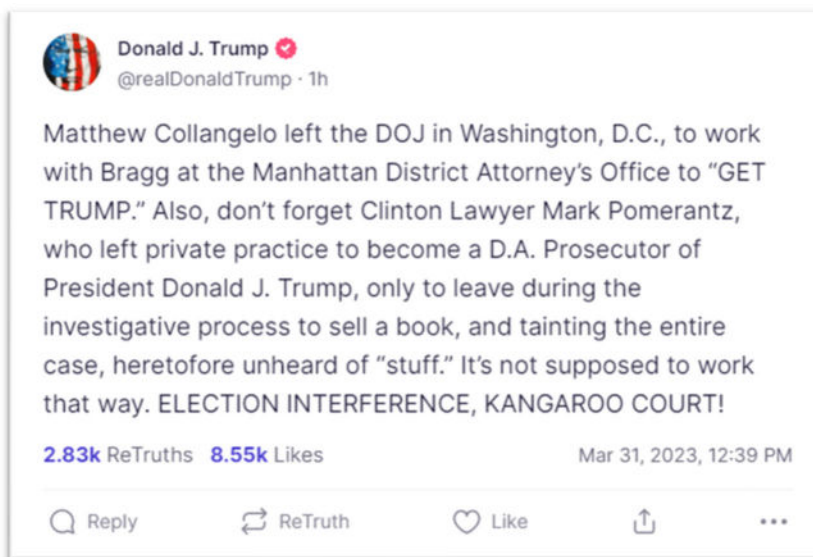 Donald J. Trump
@realDonaldTrump · 1h
Matthew Collangelo left the DOJ in Washington, D.C., to work
with Bragg at the Manhattan District Attorney’s Office to “GET
TRUMP.” Also, don’t forget Clinton Lawyer Mark Pomerantz,
who left private practice to become a D.A. Prosecutor of
President Donald J. Trump, only to leave during the
investigative process to sell a book, and tainting the entire
case, heretofore unheard of “stuff.” It’s not supposed to work
that way. ELECTION INTERFERENCE, KANGAROO COURT!
2.83k ReTruths 8.55k Likes Mar 31, 2023, 12:39 PM
Reply ReTruth Like